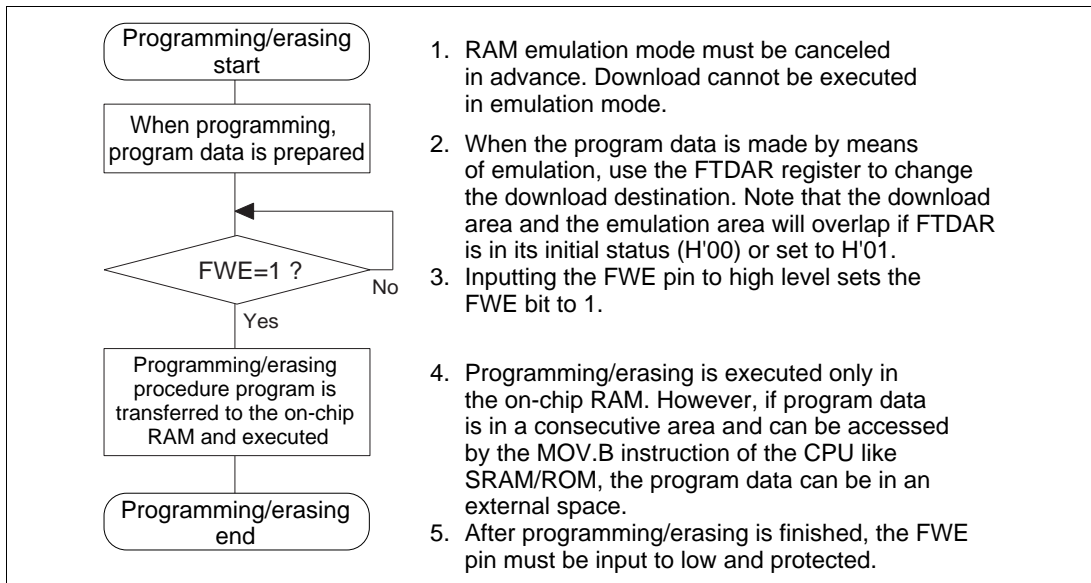 Programming/erasing
start
When programming,
program data is prepared
FWE=1 ?
No
Yes
Programming/erasing
procedure program is
transferred to the on-chip
RAM and executed
Programming/erasing
end
1. RAM emulation mode must be canceled
in advance. Download cannot be executed
in emulation mode.
2. When the program data is made by means
of emulation, use the FTDAR register to change
the download destination. Note that the download
area and the emulation area will overlap if FTDAR
is in its initial status (H'00) or set to H'01.
3. Inputting the FWE pin to high level sets the
FWE bit to 1.
4. Programming/erasing is executed only in
the on-chip RAM. However, if program data
is in a consecutive area and can be accessed
by the MOV.B instruction of the CPU like
SRAM/ROM, the program data can be in an
external space.
5. After programming/erasing is finished, the FWE
pin must be input to low and protected.